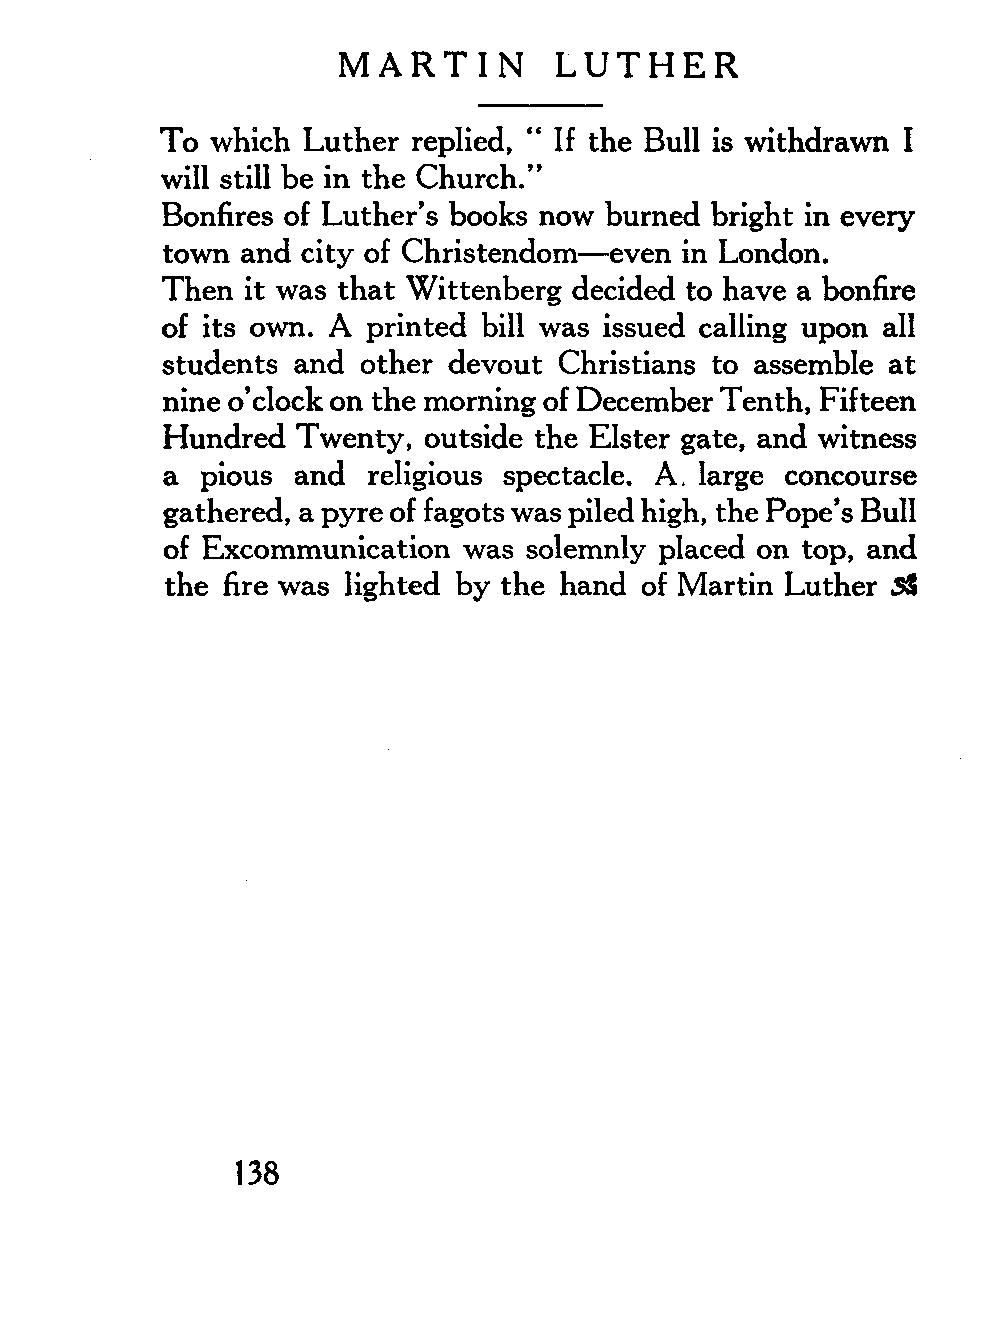 MARTIN LUTHER
To which Luther replied, “ If the Bull is withdrawn I
will still be in the Church.”
Bonfires of Luther’s books now burned bright in every
town and city of Christendom—even in London.
Then it was that Wittenberg decided to have a bonfire
of its own. A printed bill was issued calling upon all
students and other devout Christians to assemble at
nine o’clock on the morning of December Tenth, Fifteen
Hundred Twenty, outside the Elster gate, and witness
a pious and religious spectacle. A large concourse
gathered, a pyre of fagots was piled high, the Pope’s Bull
of Excommunication was solemnly placed on top, and
the fire was lighted by the hand of Martin Luther
138